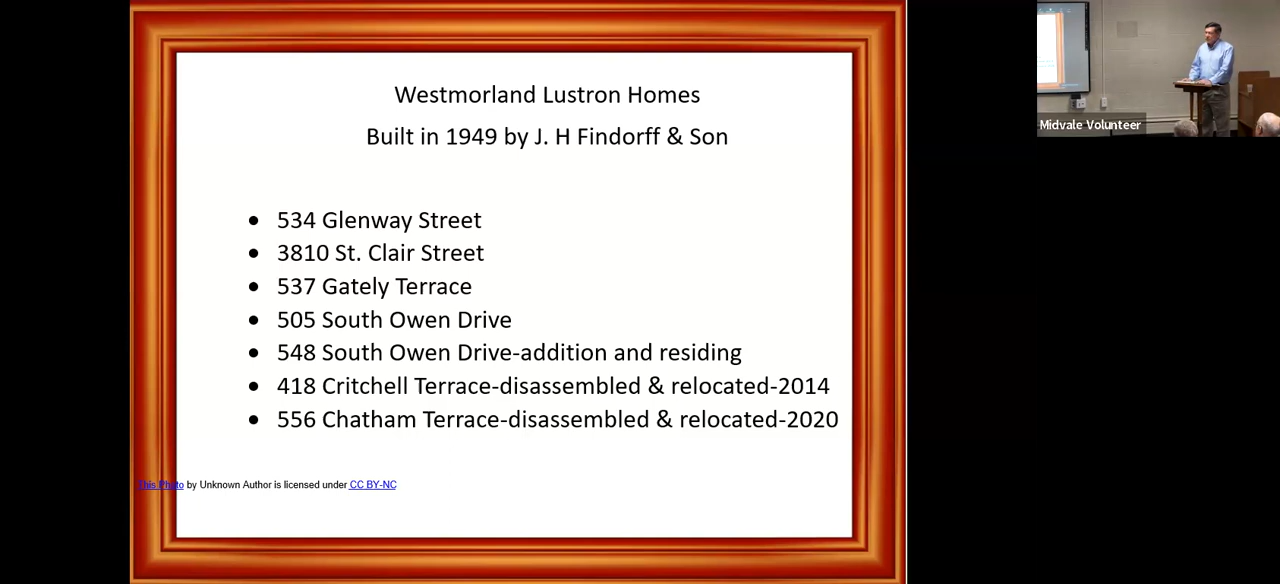 Westmorland Lustron Homes
Built in 1949 by J. H Findorff & Son
• 534 Glenway Street
• 3810 St. Clair Street
• 537 Gately Terrace
• 505 South Owen Drive
• 548 South Owen Drive-addition and residing
• 418 Critchell Terrace-disassembled & relocated-2014
• 556 Chatham Terrace-disassembled & relocated-2020
This Photo by Unknown Author is licensed under CC BY-NC
Midvale Volunteer